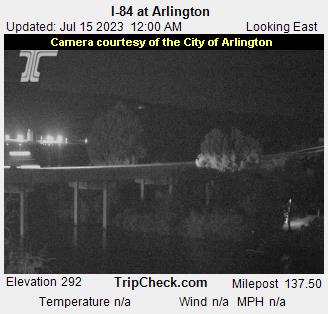 I-84 at Arlington
Updated: Jul 15 2023 12:00 AM Looking East
Camera courtesy of the City of Arlington
Elevation 292 TripCheck.com Milepost 137.50
Temperature n/a Wind n/a MPH n/a